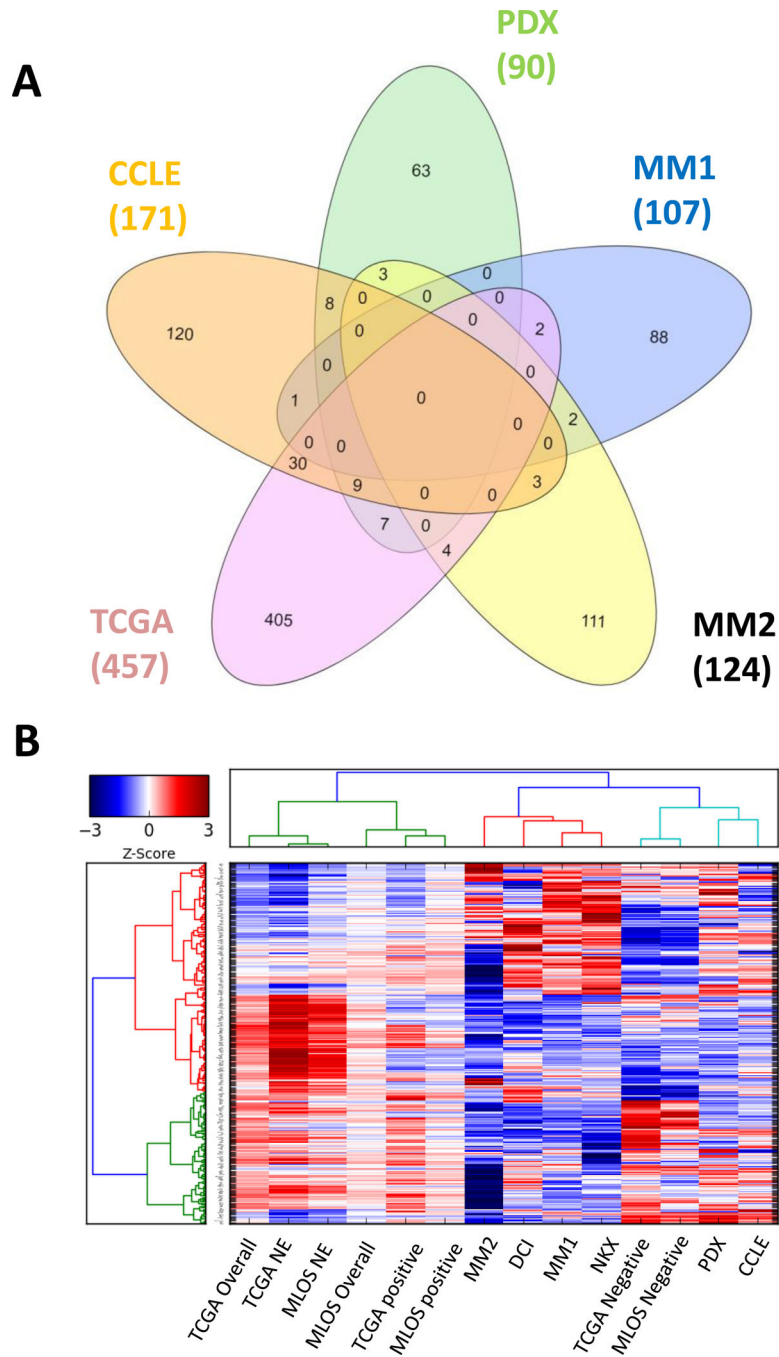 A
PDX
(90)
CCLE
(171)
MM1
(107)
63
3
0
8
0
0
0
2
120
0
0
88
0
0
1
0
0
2
0
0
0
0
30
9
0
0
3
7
0
4
405
111
TCGA
(457)
MM2
(124)
B
−3
0
3
Z-Score
TCGA Overall
TCGA NE
MLOS NE
MLOS Overall
TCGA positive
MLOS positive
MM2
DCI
MM1
NKX
TCGA Negative
MLOS Negative
PDX
CCLE